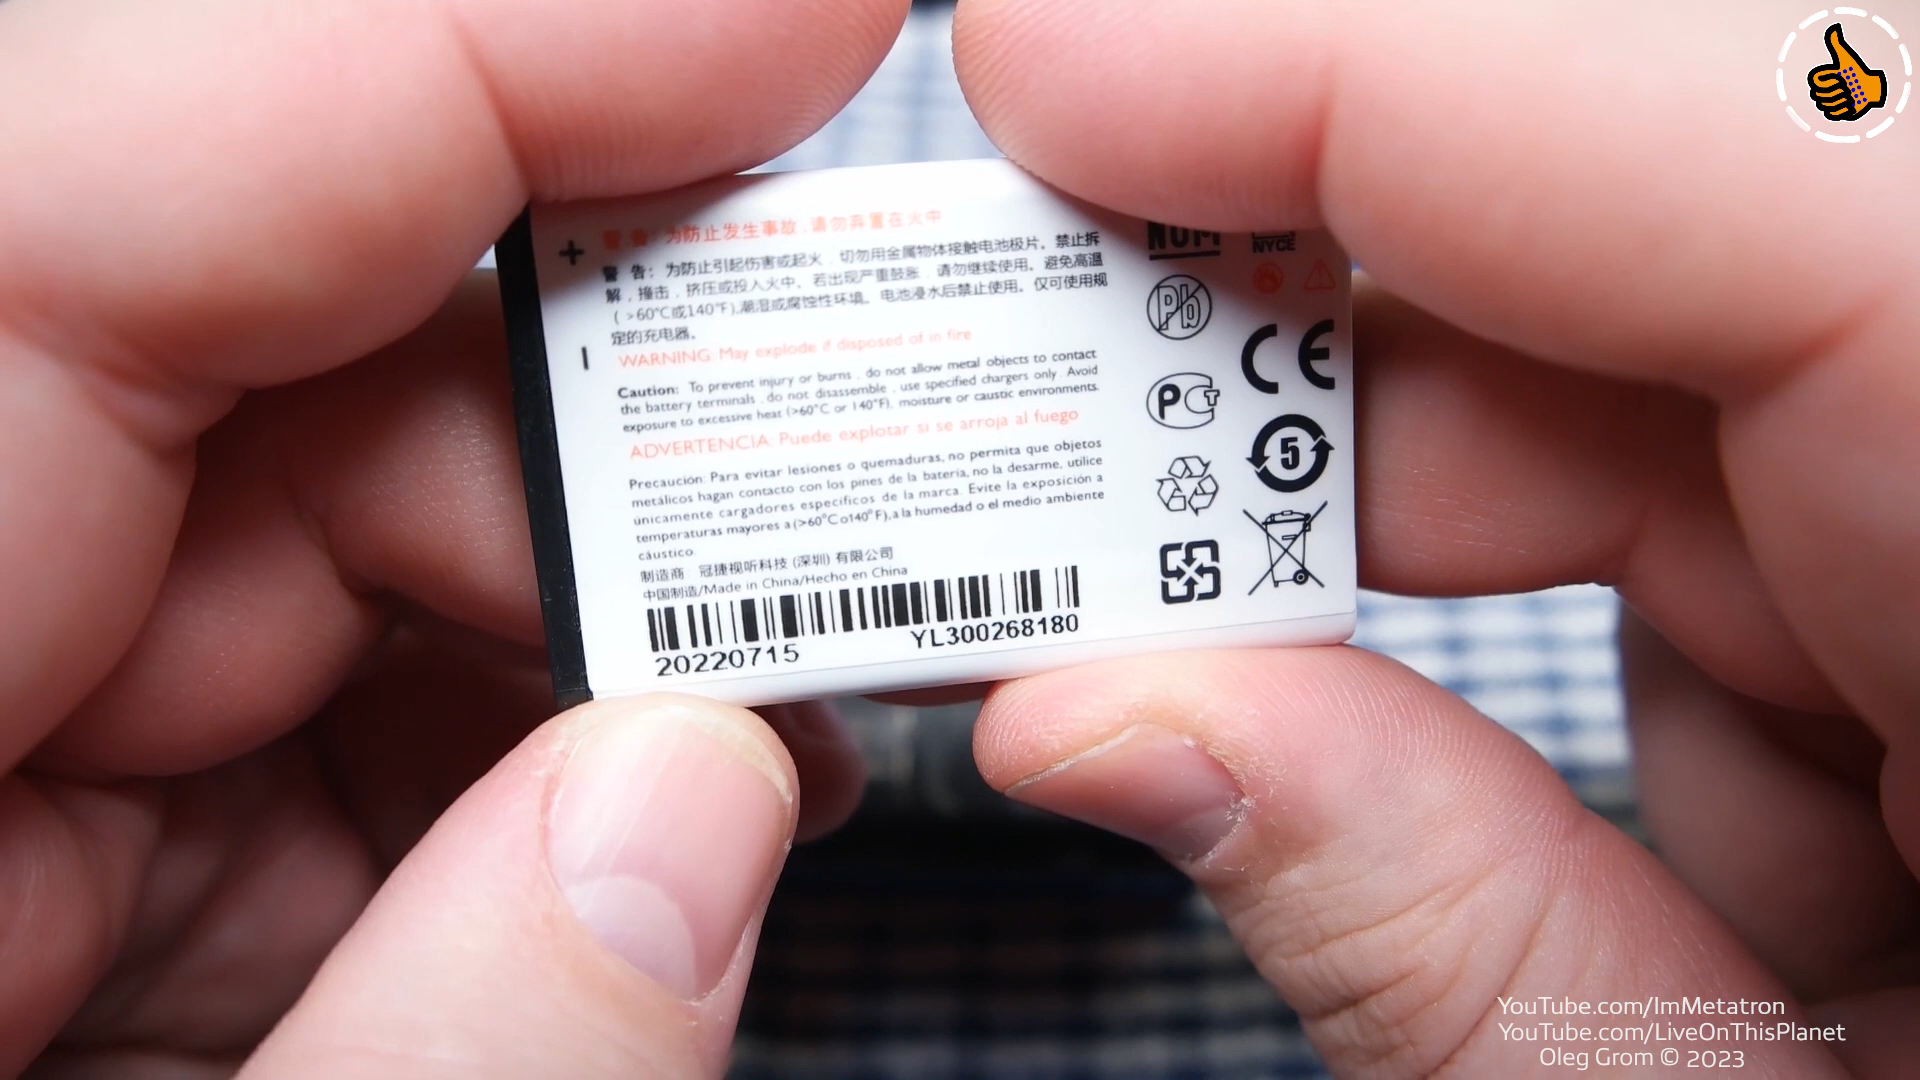 +
警 告: 为防止发生事故,请勿弃置在火中
警 告: 为防止引起伤害或起火, 切勿用金属物体接触电池极片。禁止拆
解, 撞击, 挤压或投入火中。若出现严重鼓胀, 请勿继续使用。避免高温
( >60°C或140°F),潮湿或腐蚀性环境。电池浸水后禁止使用。仅可使用规
定的充电器。
WARNING: May explode if disposed of in fire
Caution: To prevent injury or burns , do not allow metal objects to contact
the battery terminals , do not disassemble , use specified chargers only . Avoid
exposure to excessive heat (>60°C or 140°F), moisture or caustic environments.
ADVERTENCIA: Puede explotar si se arroja al fuego
Precaución: Para evitar lesiones o quemaduras, no permita que objetos
metálicos hagan contacto con los pines de la batería, no la desarme, utilice
únicamente cargadores específicos de la marca. Evite la exposición a
temperaturas mayores a (>60°C o140°F),a la humedad o el medio ambiente
cáustico.
制造商: 冠捷视听科技 (深圳) 有限公司
中国制造/Made in China/Hecho en China
20220715
YL300268180
NOM
NYCE
Pb
CE
PCT
5
YouTube.com/ImMetatron
YouTube.com/LiveOnThisPlanet
Oleg Grom © 2023